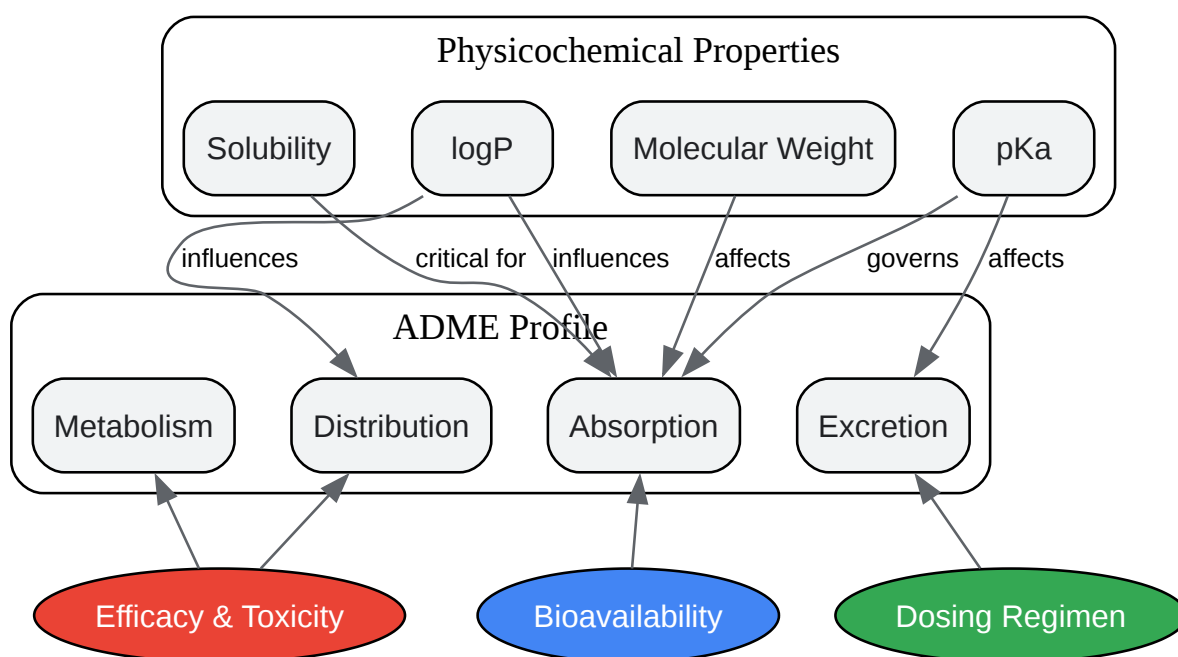 Physicochemical Properties
Solubility
logP
Molecular Weight
pKa
influences
critical for
influences
affects
governs
affects
ADME Profile
Metabolism
Distribution
Absorption
Excretion
Efficacy & Toxicity
Bioavailability
Dosing Regimen